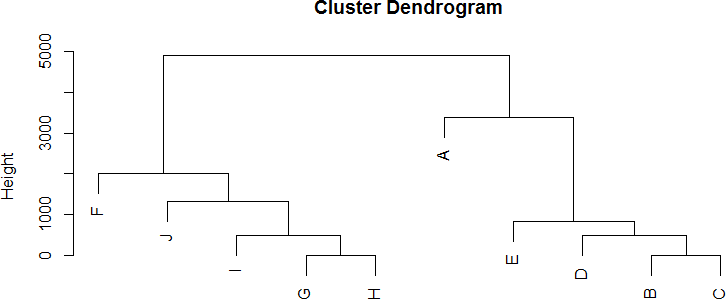 Cluster Dendrogram
Height
5000
3000
1000
0
F
J
I
G
H
A
E
D
B
C